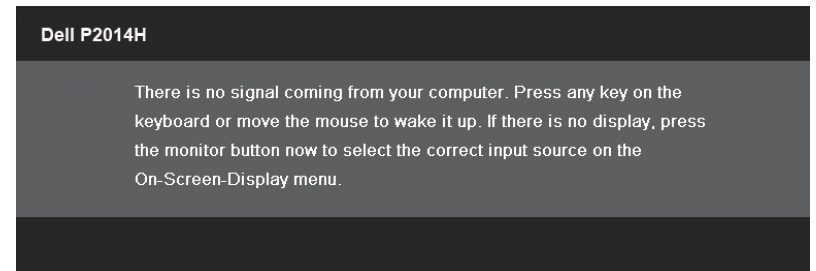 Dell P2014H
There is no signal coming from your computer. Press any key on the
keyboard or move the mouse to wake it up. If there is no display, press
the monitor button now to select the correct input source on the
On-Screen-Display menu.